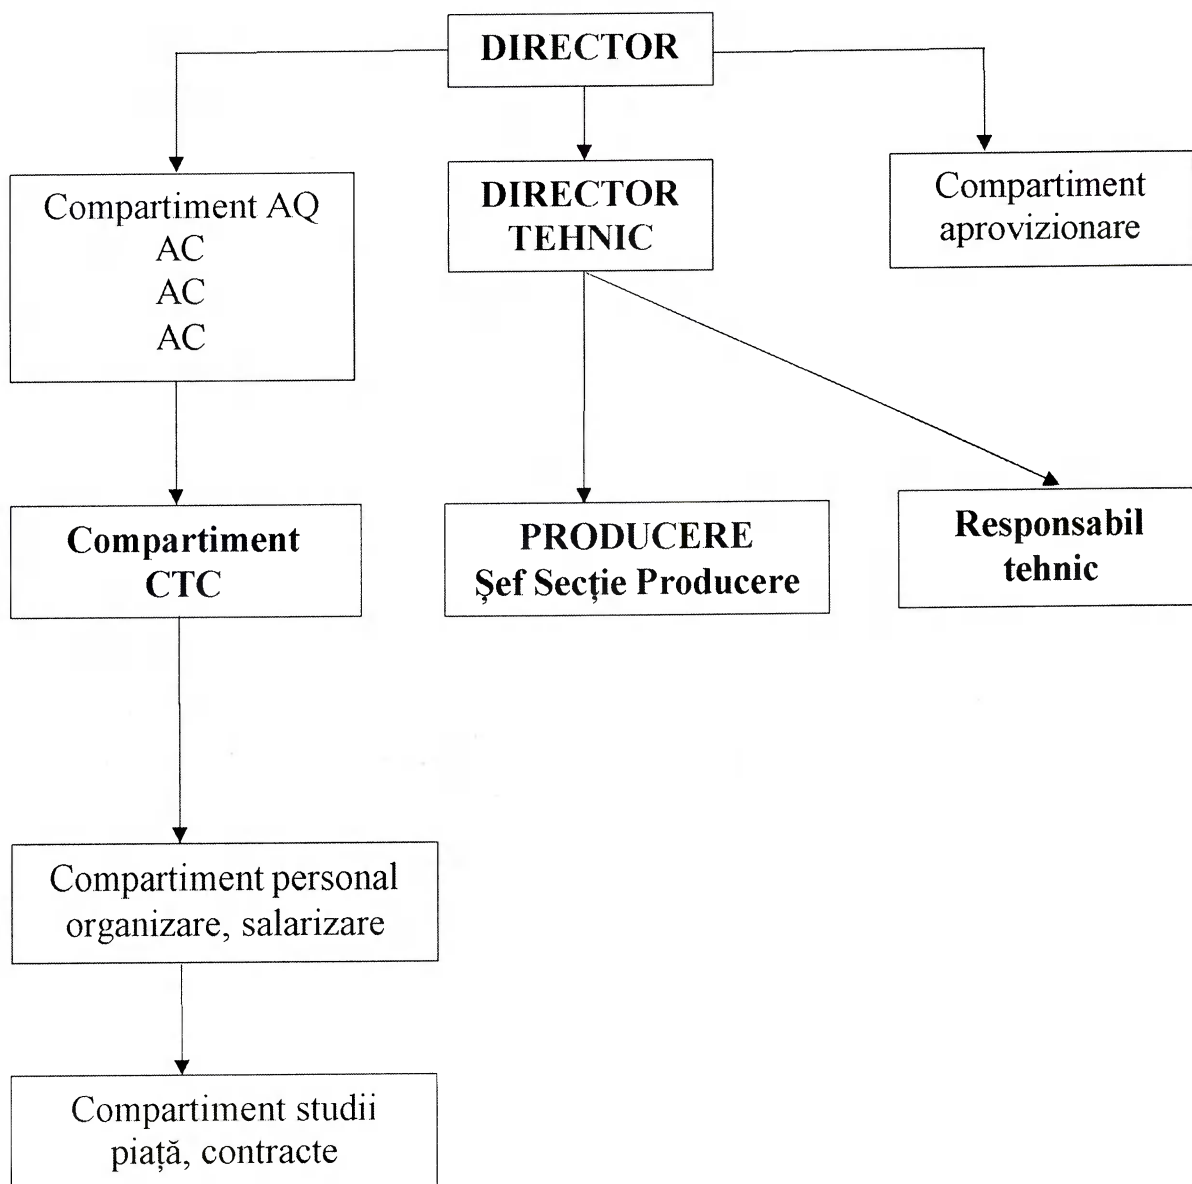 DIRECTOR
Compartiment AQ
AC
AC
AC
DIRECTOR
TEHNIC
Compartiment
aprovizionare
Compartiment
CTC
PRODUCERE
Şef Secţie Producere
Responsabil
tehnic
Compartiment personal
organizare, salarizare
Compartiment studii
piaţă, contracte